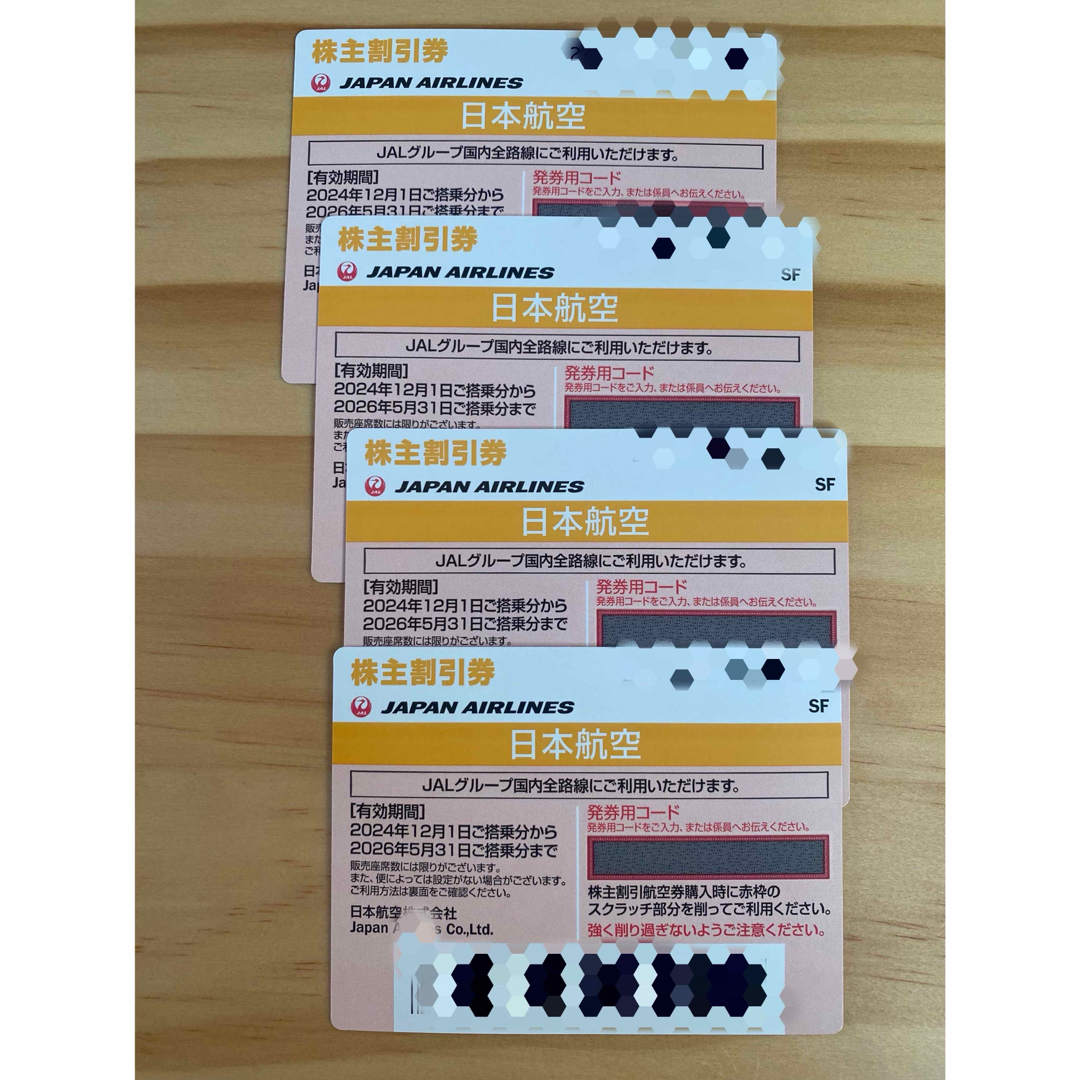 株主割引券
JAL JAPAN AIRLINES
日本航空
JALグループ国内全路線にご利用いただけます。
[有効期間]
2024年12月1日ご搭乗分から
2026年5月31日ご搭乗分まで
発券用コード
発券用コードをご入力、または係員へお伝えください。
販売
また
ご利
日本
Jap
株主割引券
JAL JAPAN AIRLINES
SF
日本航空
JALグループ国内全路線にご利用いただけます。
[有効期間]
2024年12月1日ご搭乗分から
2026年5月31日ご搭乗分まで
販売座席数には限りがございます。
発券用コード
発券用コードをご入力、または係員へお伝えください。
また
ご
日
Ja
株主割引券
JAL JAPAN AIRLINES
SF
日本航空
JALグループ国内全路線にご利用いただけます。
[有効期間]
2024年12月1日ご搭乗分から
2026年5月31日ご搭乗分まで
販売座席数には限りがございます。
発券用コード
発券用コードをご入力、または係員へお伝えください。
株主割引券
JAL JAPAN AIRLINES
SF
日本航空
JALグループ国内全路線にご利用いただけます。
[有効期間]
2024年12月1日ご搭乗分から
2026年5月31日ご搭乗分まで
販売座席数には限りがございます。
また、便によっては設定がない場合がございます。
ご利用方法は裏面をご確認ください。
日本航空株式会社
Japan Co.,Ltd.
発券用コード
発券用コードをご入力、または係員へお伝えください。
株主割引航空券購入時に赤枠の
スクラッチ部分を削ってご利用ください。
強く削り過ぎないようご注意ください。